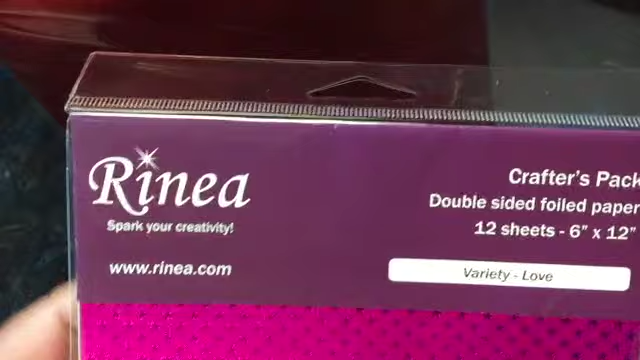 Rinea
Spark your creativity!
www.rinea.com
Crafter's Pack
Double sided foiled paper
12 sheets - 6" x 12"
Variety - Love